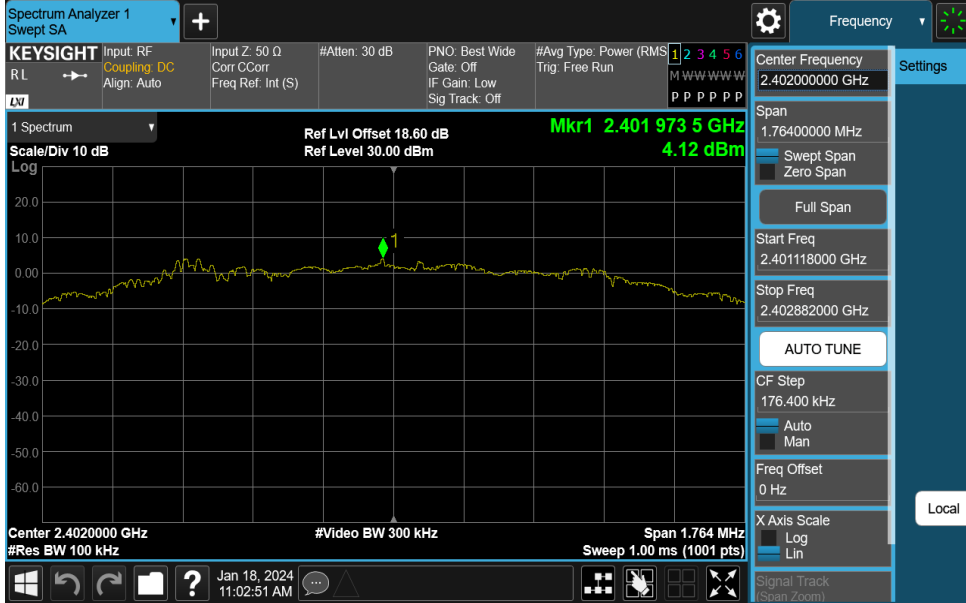 Spectrum Analyzer 1
Swept SA
+
Frequency
KEYSIGHT
R L
LXI
Input: RF
Coupling: DC
Align: Auto
Input Z: 50 Ω
Corr CCorr
Freq Ref: Int (S)
#Atten: 30 dB
PNO: Best Wide
Gate: Off
IF Gain: Low
Sig Track: Off
#Avg Type: Power (RMS
Trig: Free Run
1 2 3 4 5 6
M W W W W W
P P P P P P
1 Spectrum
Scale/Div 10 dB
Log
Ref Lvl Offset 18.60 dB
Ref Level 30.00 dBm
Mkr1 2.401 973 5 GHz
4.12 dBm
20.0
10.0
0.00
-10.0
-20.0
-30.0
-40.0
-50.0
-60.0
1
Center 2.4020000 GHz
#Res BW 100 kHz
#Video BW 300 kHz
Span 1.764 MHz
Sweep 1.00 ms (1001 pts)
Center Frequency
2.402000000 GHz
Settings
Span
1.76400000 MHz
Swept Span
Zero Span
Full Span
Start Freq
2.401118000 GHz
Stop Freq
2.402882000 GHz
AUTO TUNE
CF Step
176.400 kHz
Auto
Man
Freq Offset
0 Hz
Local
X Axis Scale
Log
Lin
Signal Track
(Span Zoom)
?
Jan 18, 2024
11:02:51 AM